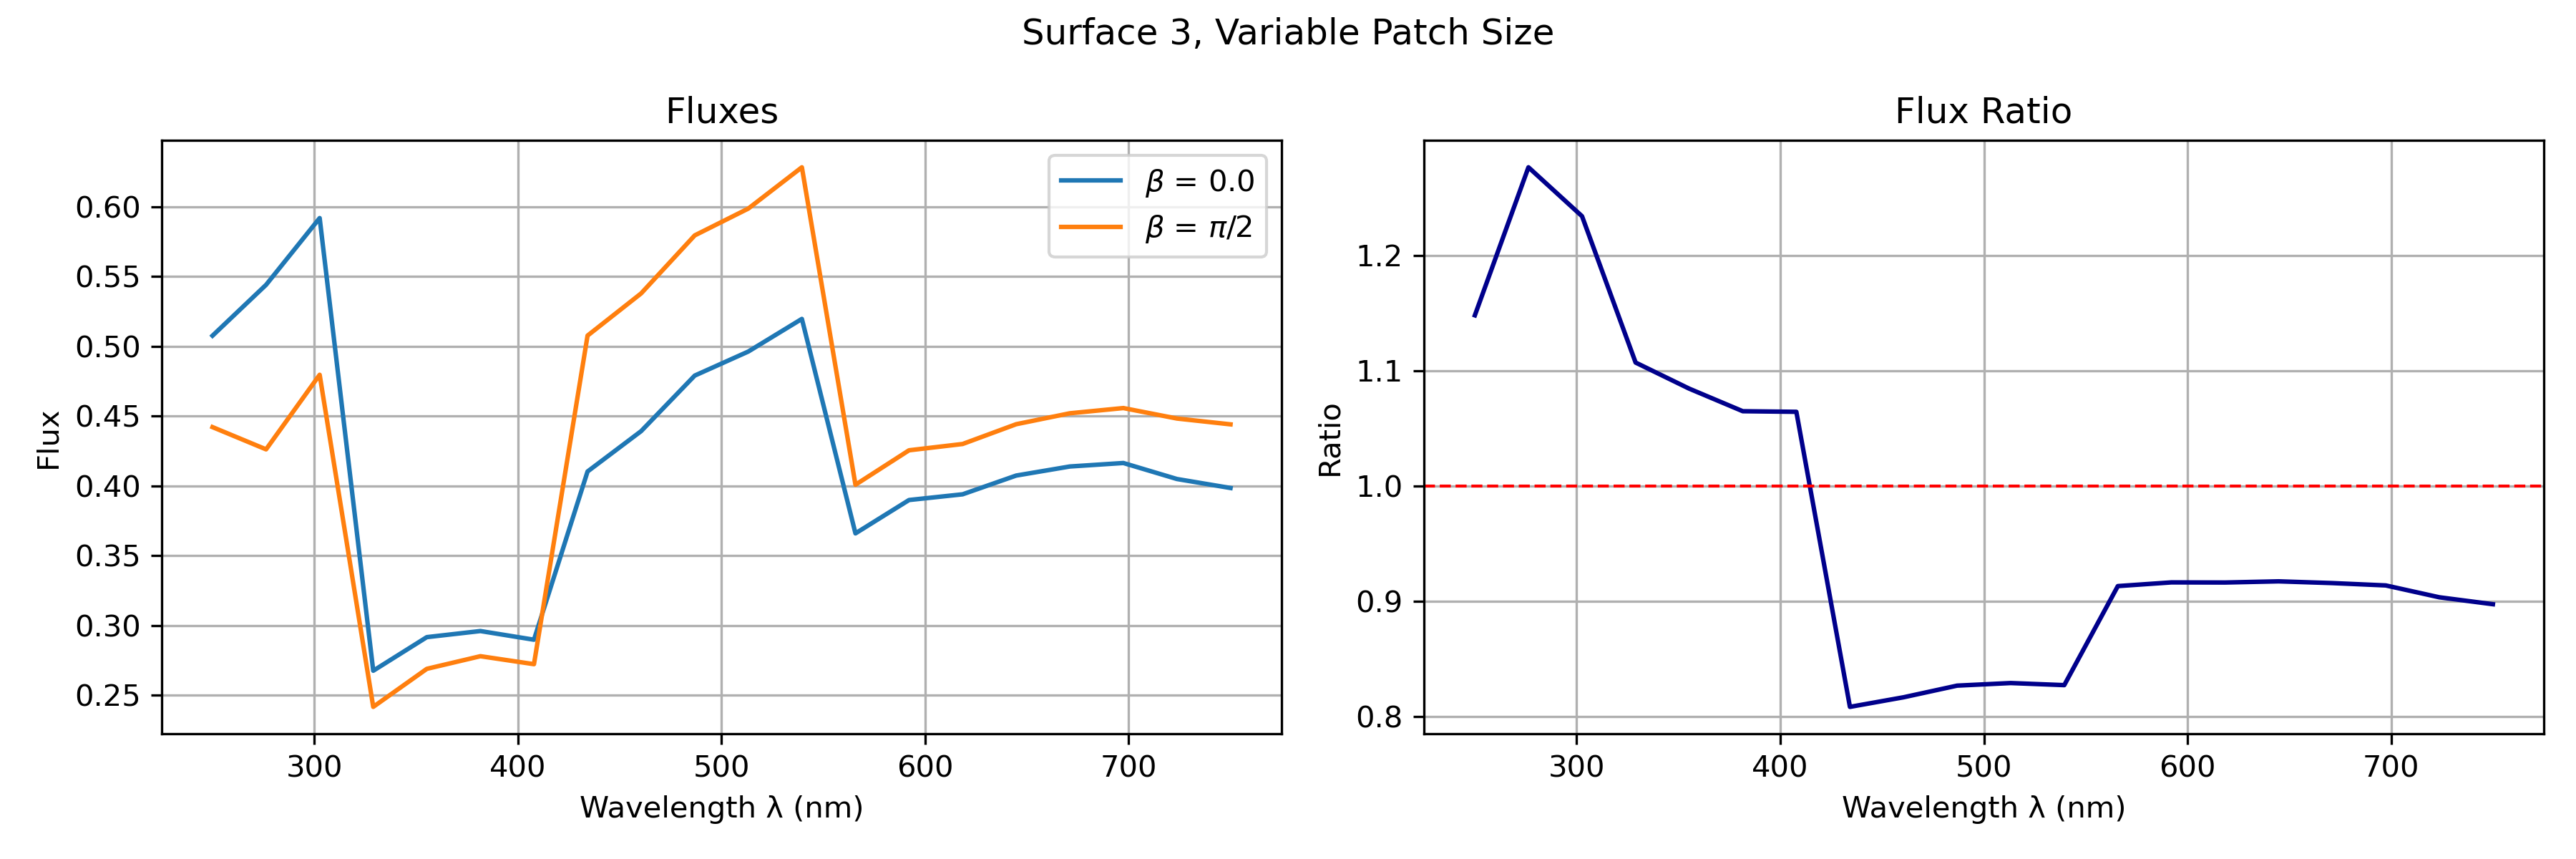 Surface 3, Variable Patch Size
Fluxes
Flux
0.60
0.55
0.50
0.45
0.40
0.35
0.30
0.25
β = 0.0
β = π/2
300 400 500 600 700
Wavelength λ (nm)
Flux Ratio
Ratio
1.2
1.1
1.0
0.9
0.8
300 400 500 600 700
Wavelength λ (nm)